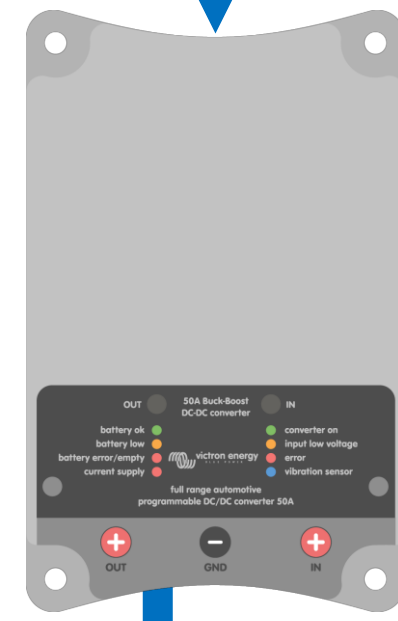 OUT 50A Buck-Boost IN
DC-DC converter
battery ok converter on
battery low input low voltage
battery error/empty victron energy error
BLUE POWER
current supply vibration sensor
full range automotive
programmable DC/DC converter 50A
OUT GND IN